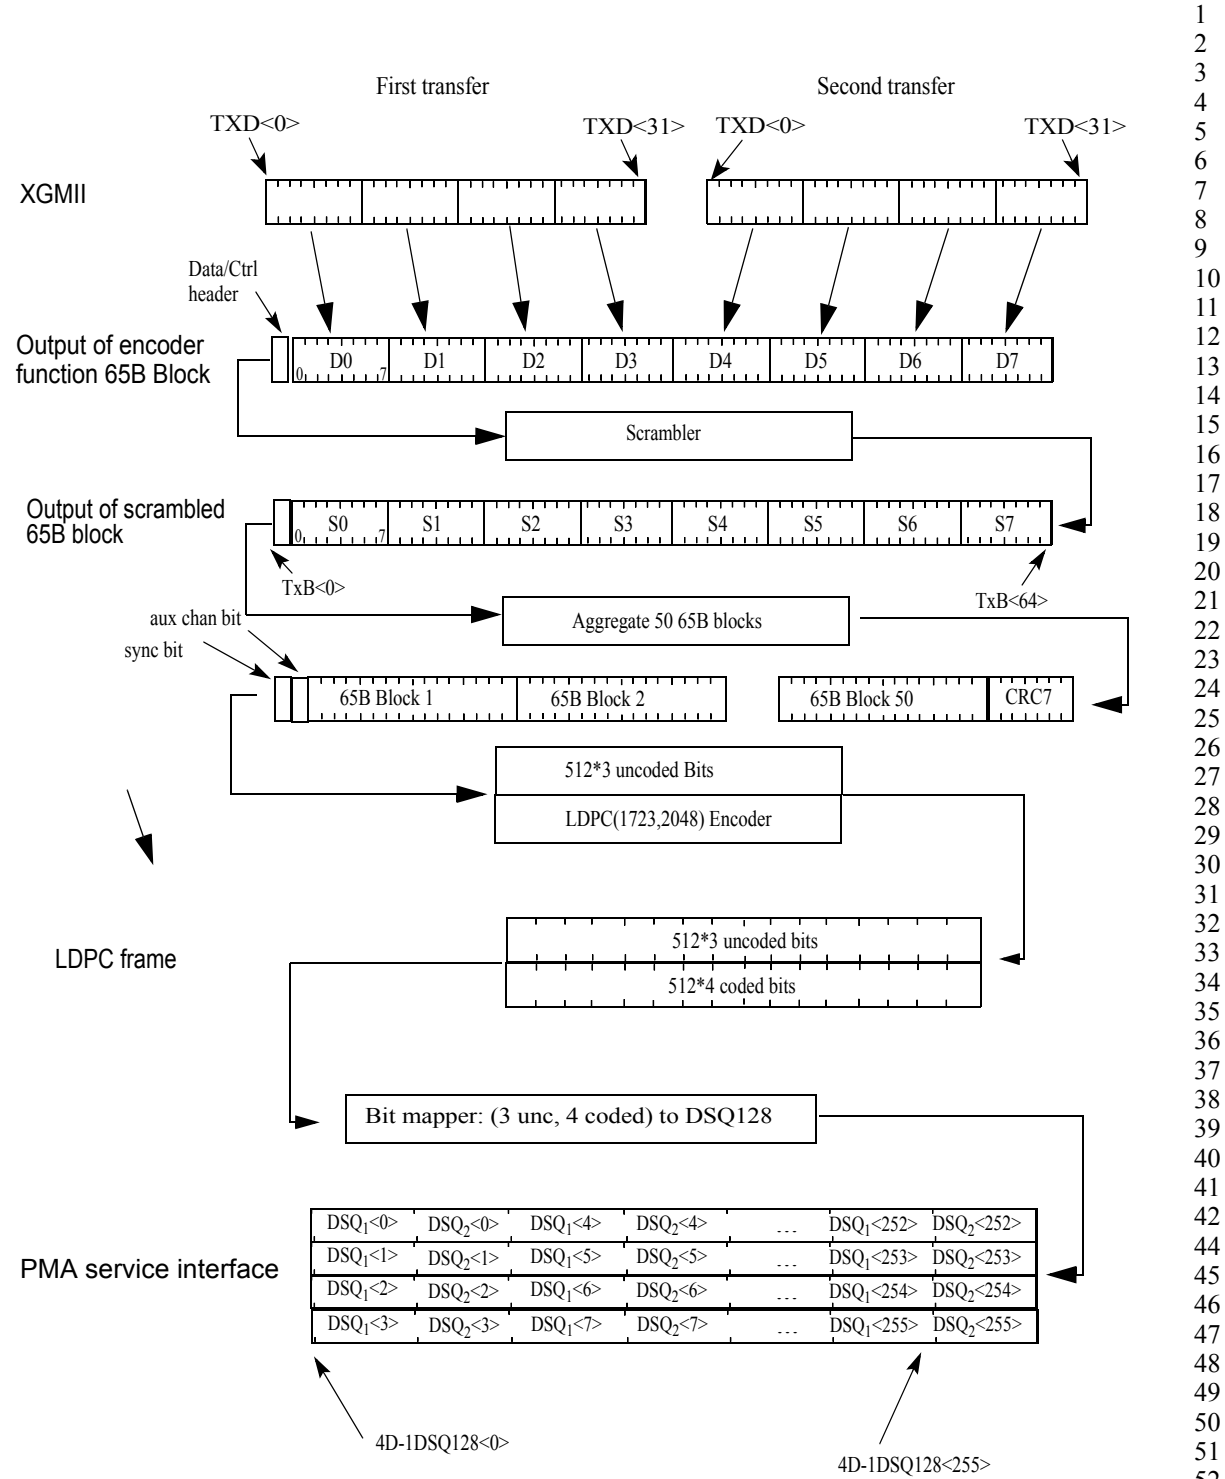 1
2
3
4
5
6
7
8
9
10
11
12
13
14
15
16
17
18
19
20
21
22
23
24
25
26
27
28
29
30
31
32
33
34
35
36
37
38
39
40
41
42
44
45
46
47
48
49
50
51
First transfer Second transfer
TXD<0> TXD<31> TXD<0> TXD<31>
XGMII
Data/Ctrl
header
Output of encoder
function 65B Block
D0 D1 D2 D3 D4 D5 D6 D7
0 7
Scrambler
Output of scrambled
65B block
S0 S1 S2 S3 S4 S5 S6 S7
0 7
TxB<0> TxB<64>
aux chan bit
sync bit
Aggregate 50 65B blocks
65B Block 1 65B Block 2 65B Block 50 CRC7
512*3 uncoded Bits
LDPC(1723,2048) Encoder
LDPC frame
512*3 uncoded bits
512*4 coded bits
Bit mapper: (3 unc, 4 coded) to DSQ128
PMA service interface
DSQ1<0> DSQ2<0> DSQ1<4> DSQ2<4> ... DSQ1<252> DSQ2<252>
DSQ1<1> DSQ2<1> DSQ1<5> DSQ2<5> ... DSQ1<253> DSQ2<253>
DSQ1<2> DSQ2<2> DSQ1<6> DSQ2<6> ... DSQ1<254> DSQ2<254>
DSQ1<3> DSQ2<3> DSQ1<7> DSQ2<7> ... DSQ1<255> DSQ2<255>
4D-1DSQ128<0>
4D-1DSQ128<255>